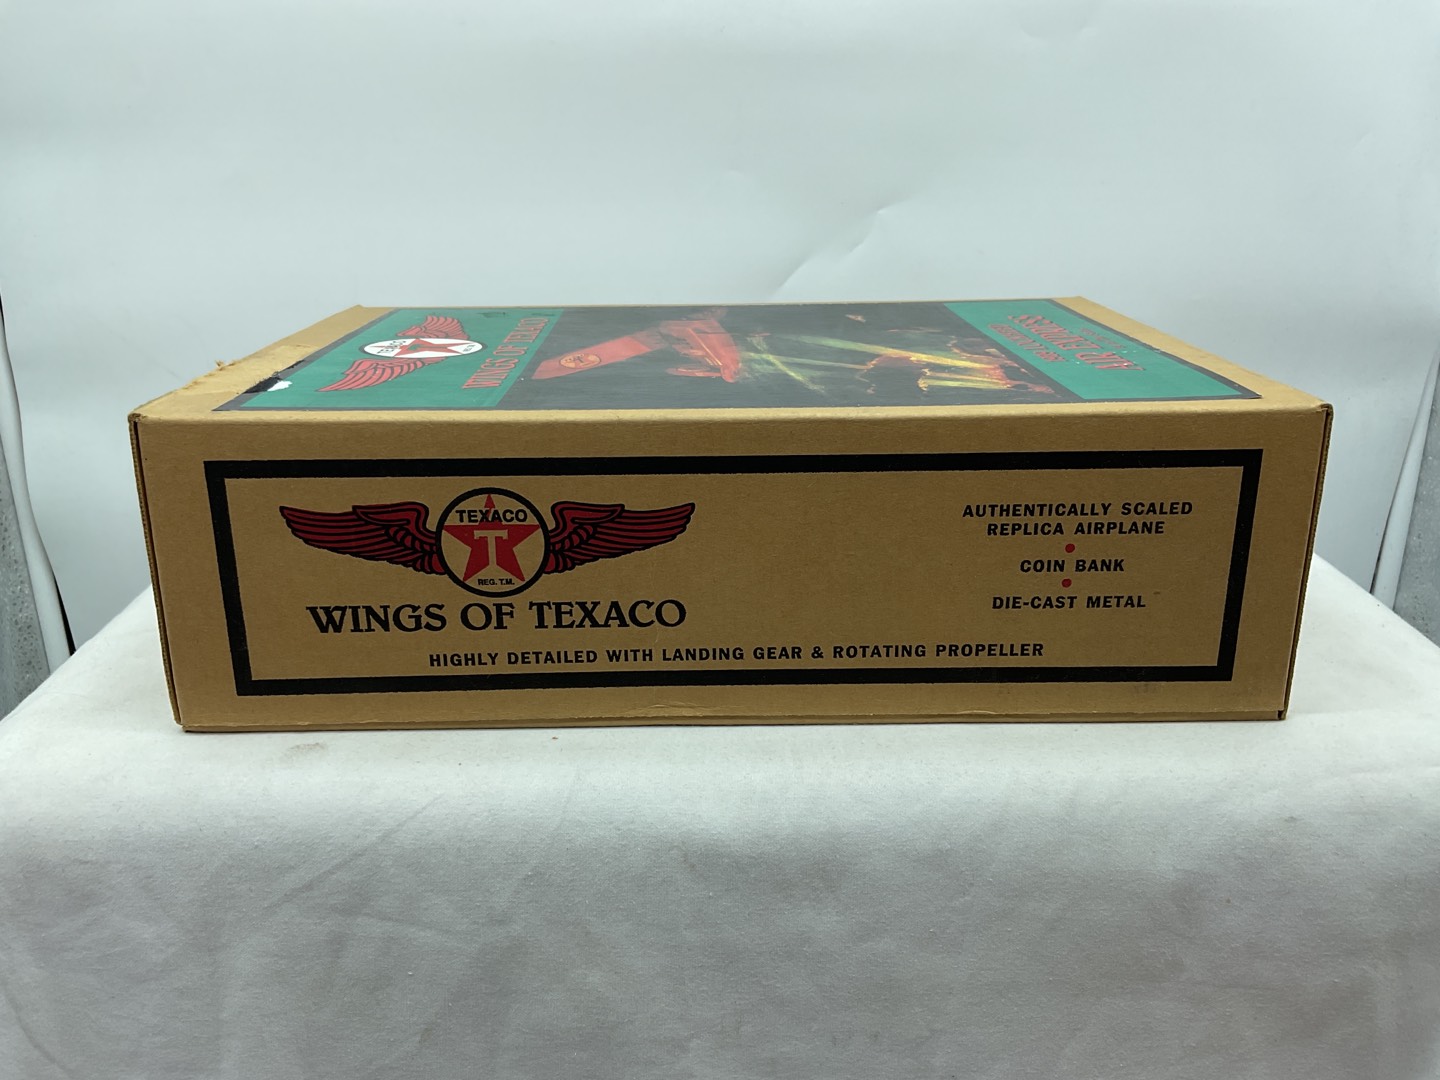 TEXACO
WINGS OF TEXACO
AIR EXPRESS
TEXACO
T
REG. T.M.
WINGS OF TEXACO
AUTHENTICALLY SCALED
REPLICA AIRPLANE
COIN BANK
DIE-CAST METAL
HIGHLY DETAILED WITH LANDING GEAR & ROTATING PROPELLER